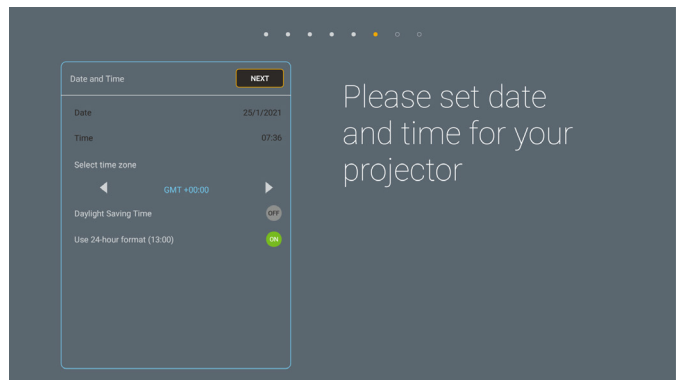 Date and Time
NEXT
Date
25/1/2021
Time
07:36
Select time zone
GMT +00:00
Daylight Saving Time
OFF
Use 24-hour format (13:00)
ON
Please set date
and time for your
projector